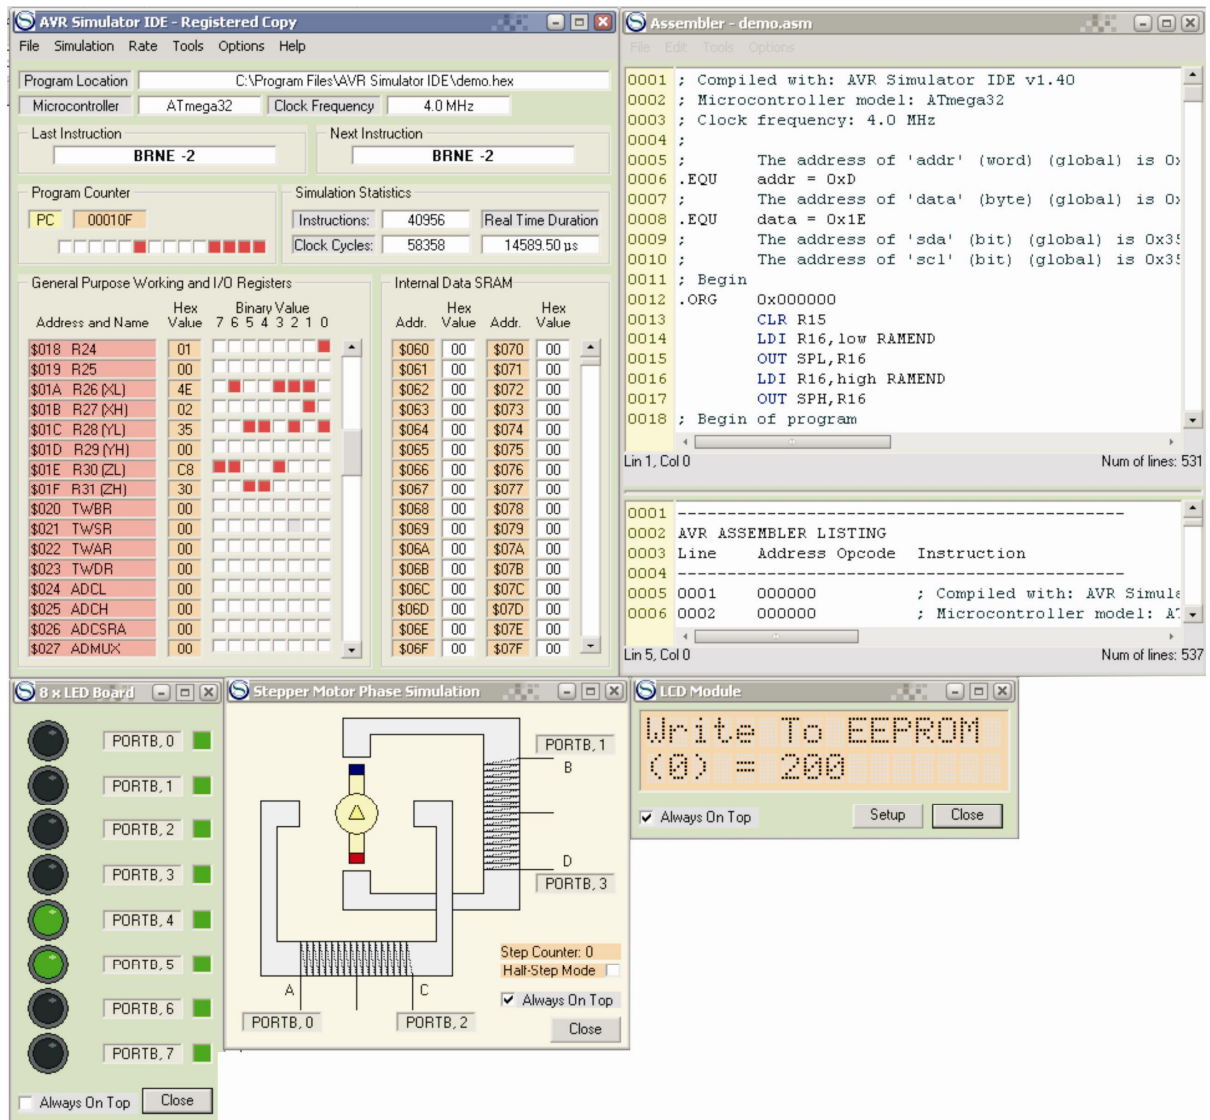 AVR Simulator IDE - Registered Copy
File Simulation Rate Tools Options Help
Program Location C:\Program Files\AVR Simulator IDE\demo.hex
Microcontroller ATmega32 Clock Frequency 4.0 MHz
Last Instruction Next Instruction
BRNE -2 BRNE -2
Program Counter Simulation Statistics
PC 00010F Instructions: 40956 Real Time Duration
Clock Cycles: 58358 14589.50 µs
General Purpose Working and I/O Registers Internal Data SRAM
Hex Binary Value Hex Hex
Address and Name Value 7 6 5 4 3 2 1 0 Addr. Value Addr. Value
$018 R24 01 $060 00 $070 00
$019 R25 00 $061 00 $071 00
$01A R26 (XL) 4E $062 00 $072 00
$01B R27 (XH) 02 $063 00 $073 00
$01C R28 (YL) 35 $064 00 $074 00
$01D R29 (YH) 00 $065 00 $075 00
$01E R30 (ZL) C8 $066 00 $076 00
$01F R31 (ZH) 30 $067 00 $077 00
$020 TWBR 00 $068 00 $078 00
$021 TWSR 00 $069 00 $079 00
$022 TWAR 00 $06A 00 $07A 00
$023 TWDR 00 $06B 00 $07B 00
$024 ADCL 00 $06C 00 $07C 00
$025 ADCH 00 $06D 00 $07D 00
$026 ADCSRA 00 $06E 00 $07E 00
$027 ADMUX 00 $06F 00 $07F 00
Assembler - demo.asm
File Edit Tools Options
0001 ; Compiled with: AVR Simulator IDE v1.40
0002 ; Microcontroller model: ATmega32
0003 ; Clock frequency: 4.0 MHz
0004 ;
0005 ; The address of 'addr' (word) (global) is 0x
0006 .EQU addr = 0xD
0007 ; The address of 'data' (byte) (global) is 0x
0008 .EQU data = 0x1E
0009 ; The address of 'sda' (bit) (global) is 0x35
0010 ; The address of 'scl' (bit) (global) is 0x35
0011 ; Begin
0012 .ORG 0x000000
0013 CLR R15
0014 LDI R16,low RAMEND
0015 OUT SPL,R16
0016 LDI R16,high RAMEND
0017 OUT SPH,R16
0018 ; Begin of program
Lin 1, Col 0 Num of lines: 531
0001 --------------------------------------------
0002 AVR ASSEMBLER LISTING
0003 Line Address Opcode Instruction
0004 --------------------------------------------
0005 0001 000000 ; Compiled with: AVR Simula
0006 0002 000000 ; Microcontroller model: AT
Lin 5, Col 0 Num of lines: 537
8 x LED Board
PORTB, 0
PORTB, 1
PORTB, 2
PORTB, 3
PORTB, 4
PORTB, 5
PORTB, 6
PORTB, 7
Always On Top Close
Stepper Motor Phase Simulation
PORTB, 1
B
D
PORTB, 3
Step Counter: 0
Half-Step Mode
A C
Always On Top
PORTB, 0 PORTB, 2
Close
LCD Module
Write To EEPROM
(0) = 200
Always On Top Setup Close